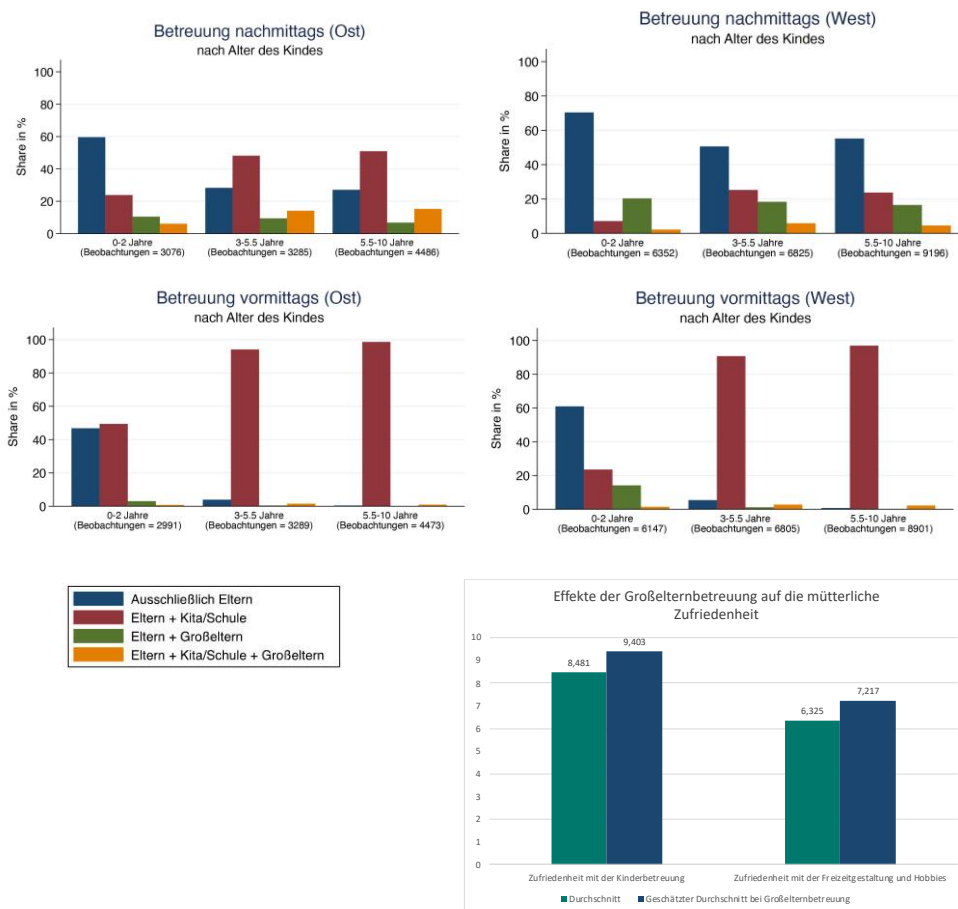 Betreuung nachmittags (Ost)
nach Alter des Kindes
Share in %
100
80
60
40
20
0
0-2 Jahre
(Beobachtungen = 3076)
3-5.5 Jahre
(Beobachtungen = 3285)
5.5-10 Jahre
(Beobachtungen = 4486)
Betreuung nachmittags (West)
nach Alter des Kindes
Share in %
100
80
60
40
20
0
0-2 Jahre
(Beobachtungen = 6352)
3-5.5 Jahre
(Beobachtungen = 6825)
5.5-10 Jahre
(Beobachtungen = 9196)
Betreuung vormittags (Ost)
nach Alter des Kindes
Share in %
100
80
60
40
20
0
0-2 Jahre
(Beobachtungen = 2991)
3-5.5 Jahre
(Beobachtungen = 3289)
5.5-10 Jahre
(Beobachtungen = 4473)
Betreuung vormittags (West)
nach Alter des Kindes
Share in %
100
80
60
40
20
0
0-2 Jahre
(Beobachtungen = 6147)
3-5.5 Jahre
(Beobachtungen = 6805)
5.5-10 Jahre
(Beobachtungen = 8901)
Ausschließlich Eltern
Eltern + Kita/Schule
Eltern + Großeltern
Eltern + Kita/Schule + Großeltern
Effekte der Großelternbetreuung auf die mütterliche
Zufriedenheit
10
9
8
7
6
5
4
3
2
1
0
8,481
9,403
6,325
7,217
Zufriedenheit mit der Kinderbetreuung
Zufriedenheit mit der Freizeitgestaltung und Hobbies
Durchschnitt
Geschätzter Durchschnitt bei Großelternbetreuung